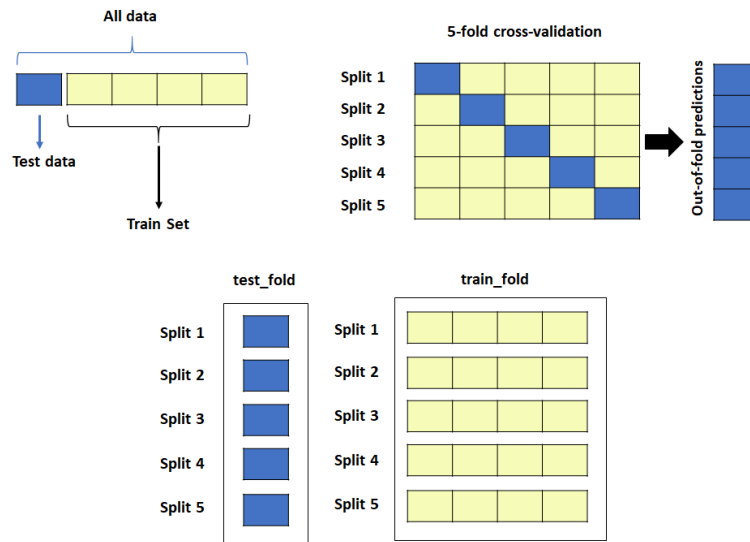 All data
Test data
Train Set
5-fold cross-validation
Split 1
Split 2
Split 3
Split 4
Split 5
Out-of-fold predictions
test_fold
Split 1
Split 2
Split 3
Split 4
Split 5
train_fold
Split 1
Split 2
Split 3
Split 4
Split 5